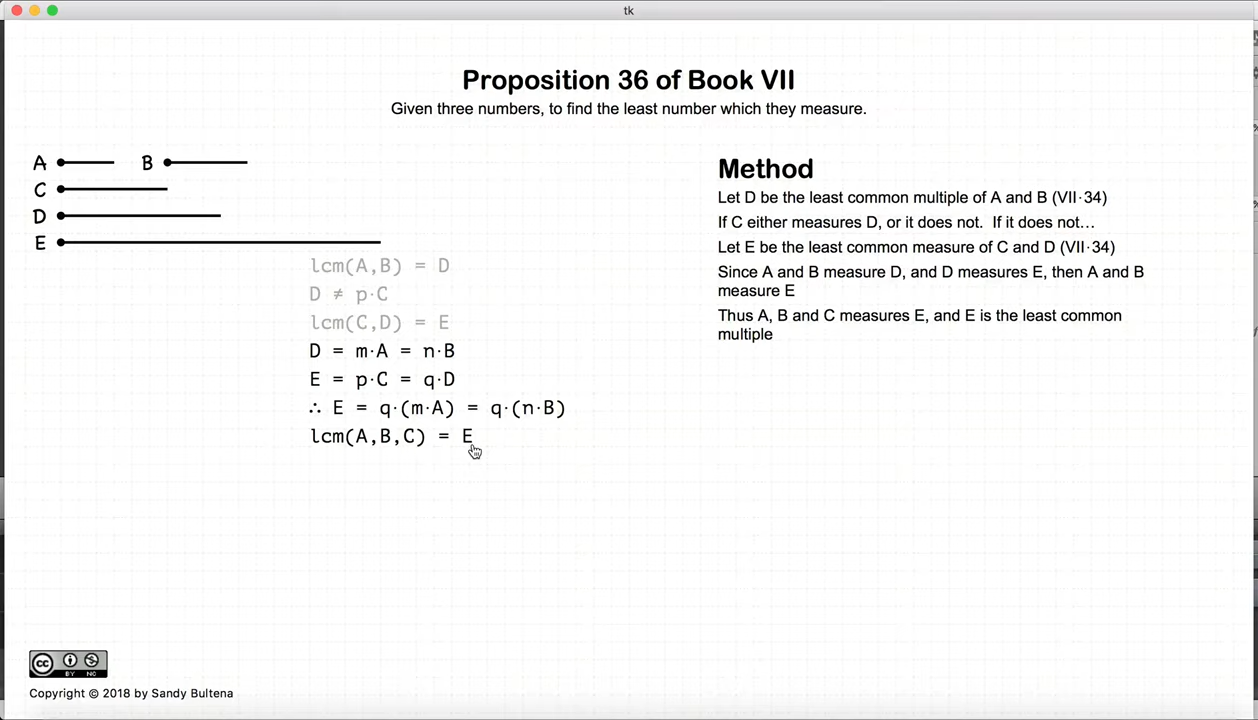 tk
Proposition 36 of Book VII
Given three numbers, to find the least number which they measure.
A B
C
D
E
lcm(A,B) = D
D ≠ p·C
lcm(C,D) = E
D = m·A = n·B
E = p·C = q·D
∴ E = q·(m·A) = q·(n·B)
lcm(A,B,C) = E
Method
Let D be the least common multiple of A and B (VII·34)
If C either measures D, or it does not. If it does not...
Let E be the least common measure of C and D (VII·34)
Since A and B measure D, and D measures E, then A and B
measure E
Thus A, B and C measures E, and E is the least common
multiple
cc
BY NC
Copyright © 2018 by Sandy Bultena